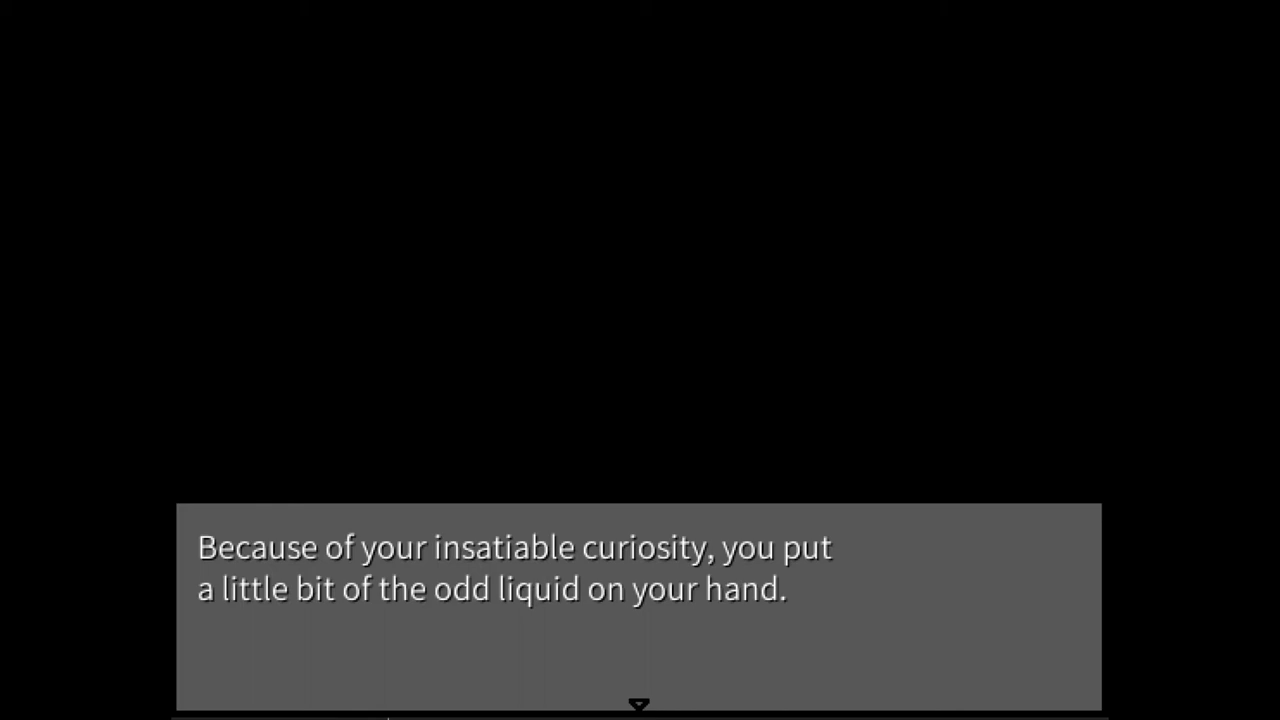 Because of your insatiable curiosity, you put
a little bit of the odd liquid on your hand.